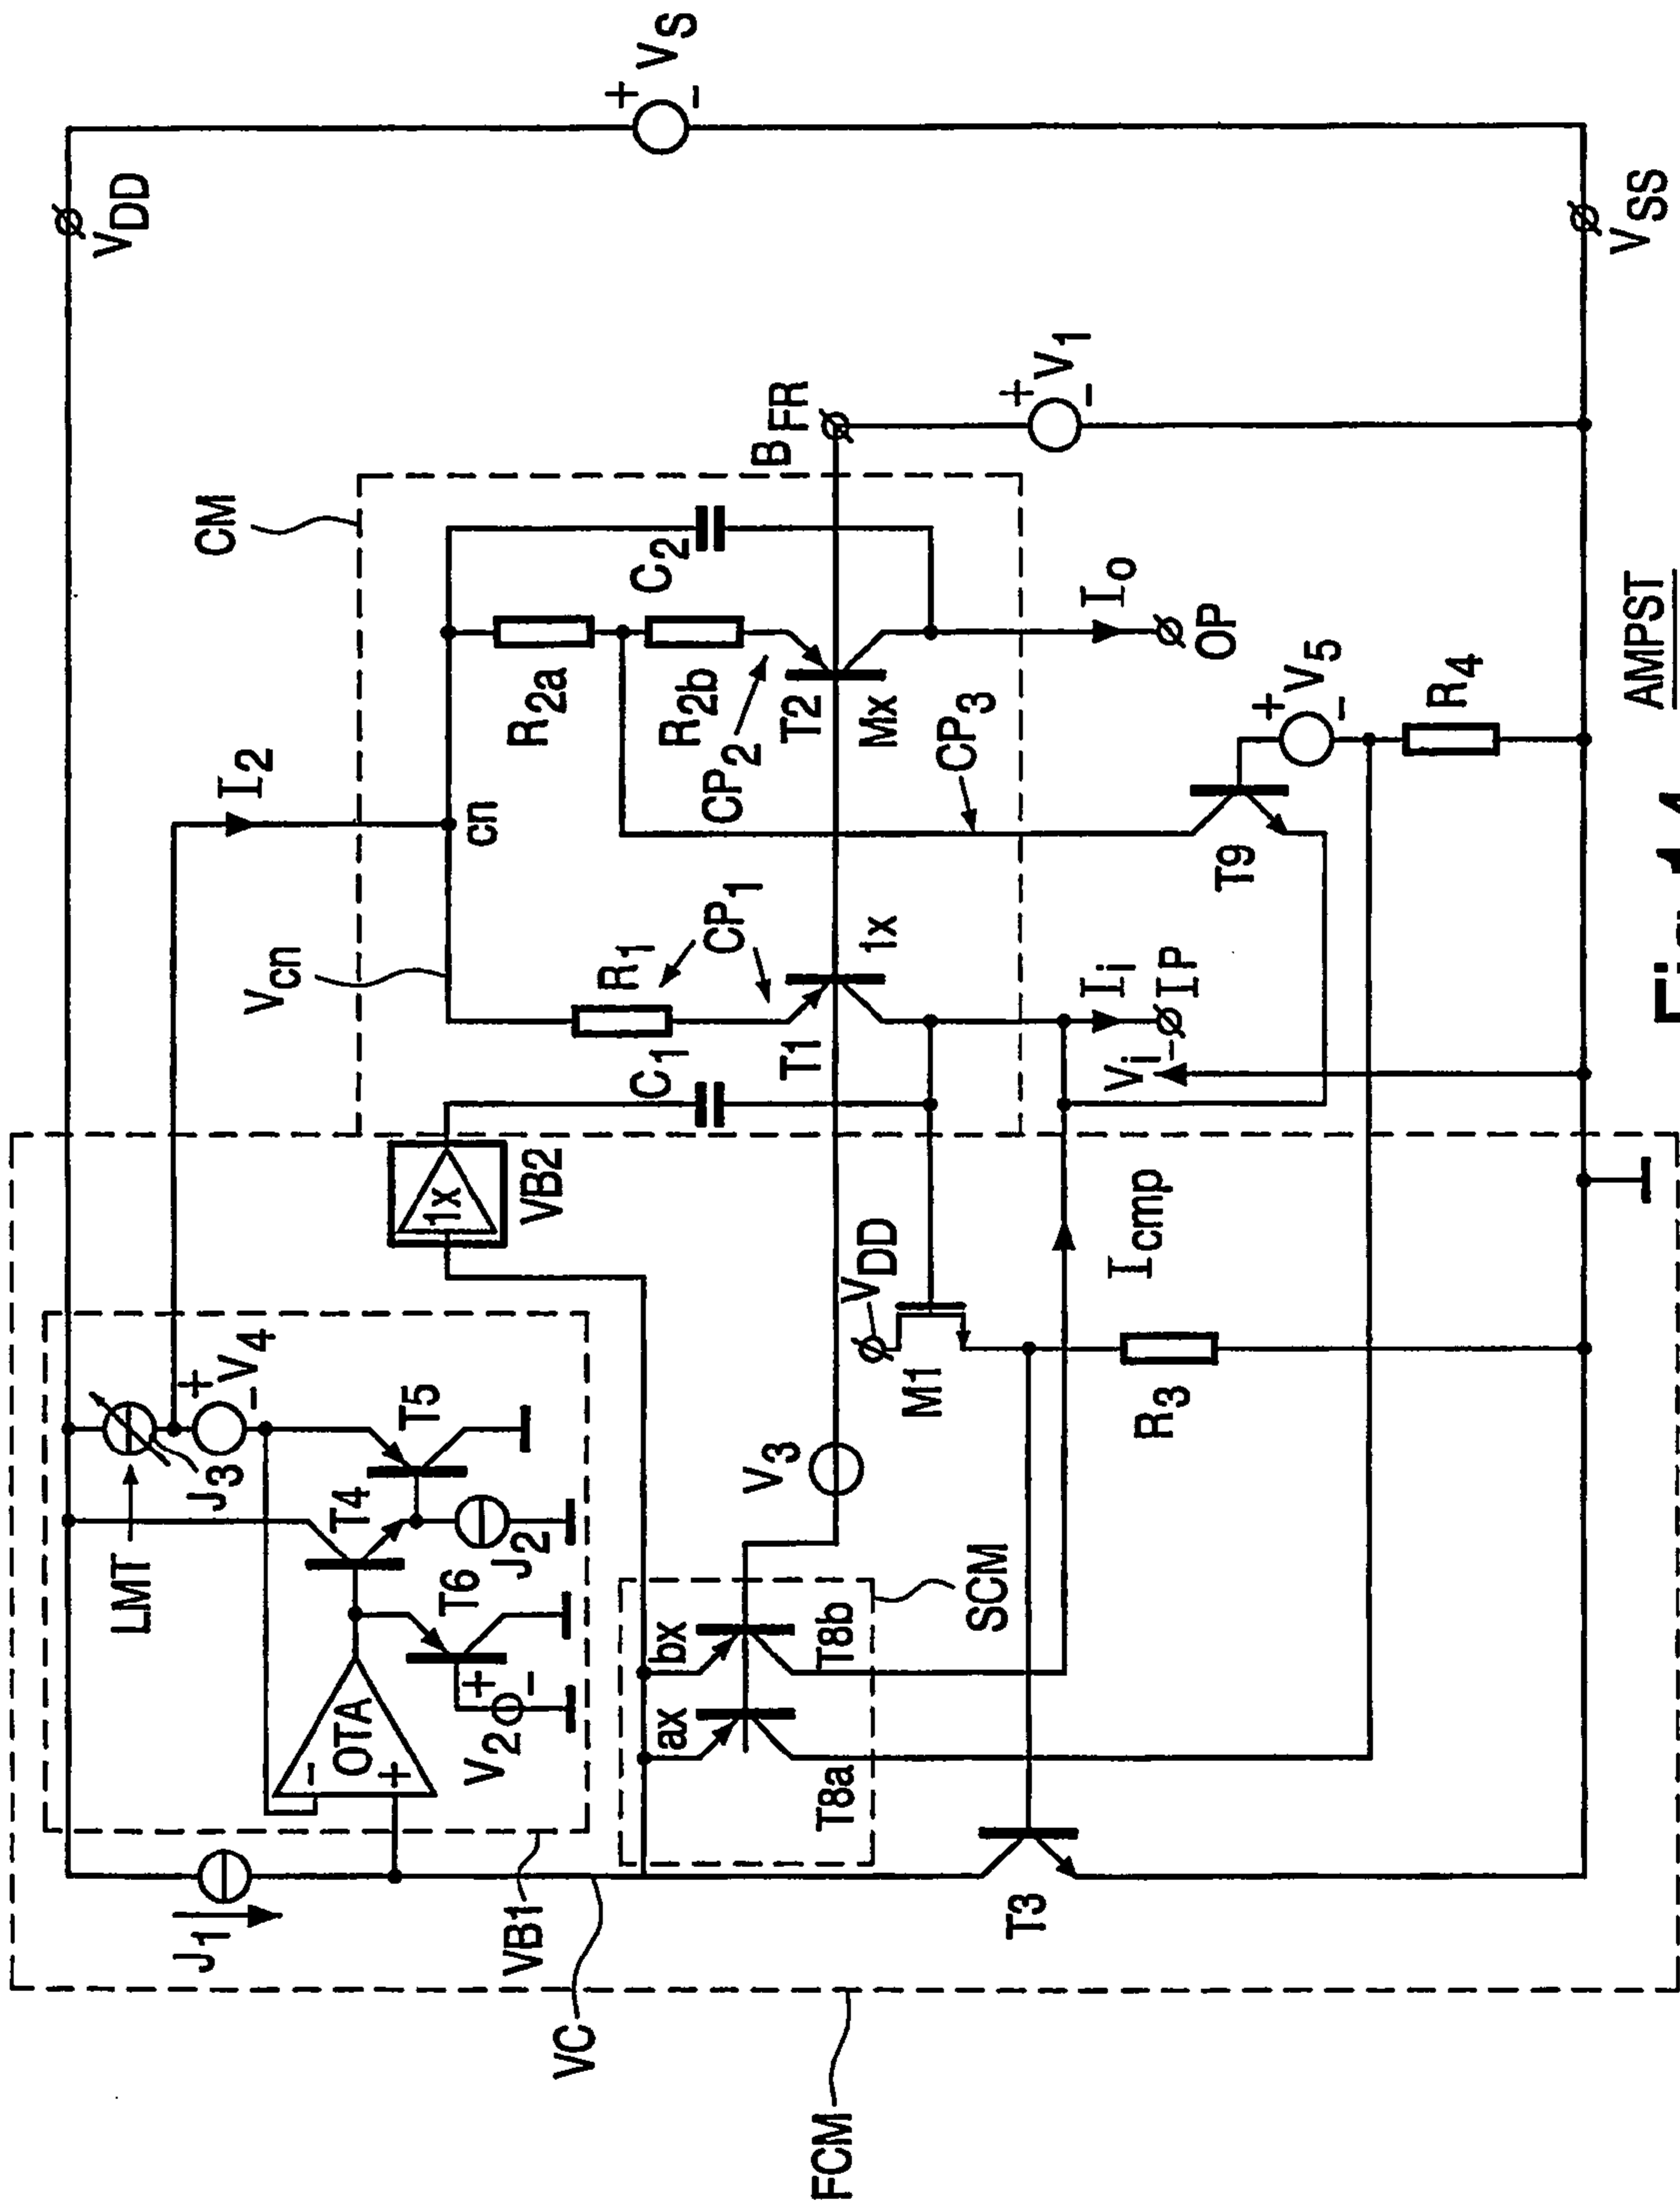 VDD
VS
+
-
VSS
CM
I2
Vcn
cn
R1
CP1
C1
T1
1x
R2a
R2b
CP2
C2
T2
Mx
CP3
BFR
V1
+
-
Io
OP
Ii
IP
Vi
T9
V5
+
-
R4
1x
VB2
VDD
M1
Icmp
R3
V3
LMT
J3
V4
+
-
T4
T5
T6
J2
OTA
-
+
V2
+
-
J1
VB1
VC
ax
bx
T8a
T8b
SCM
T3
FCM
AMPST